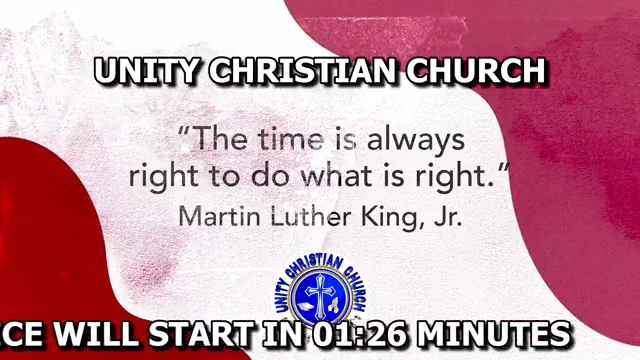 UNITY CHRISTIAN CHURCH
“The time is always
right to do what is right.”
Martin Luther King, Jr.
UNITY CHRISTIAN CHURCH
ICE WILL START IN 01:26 MINUTES